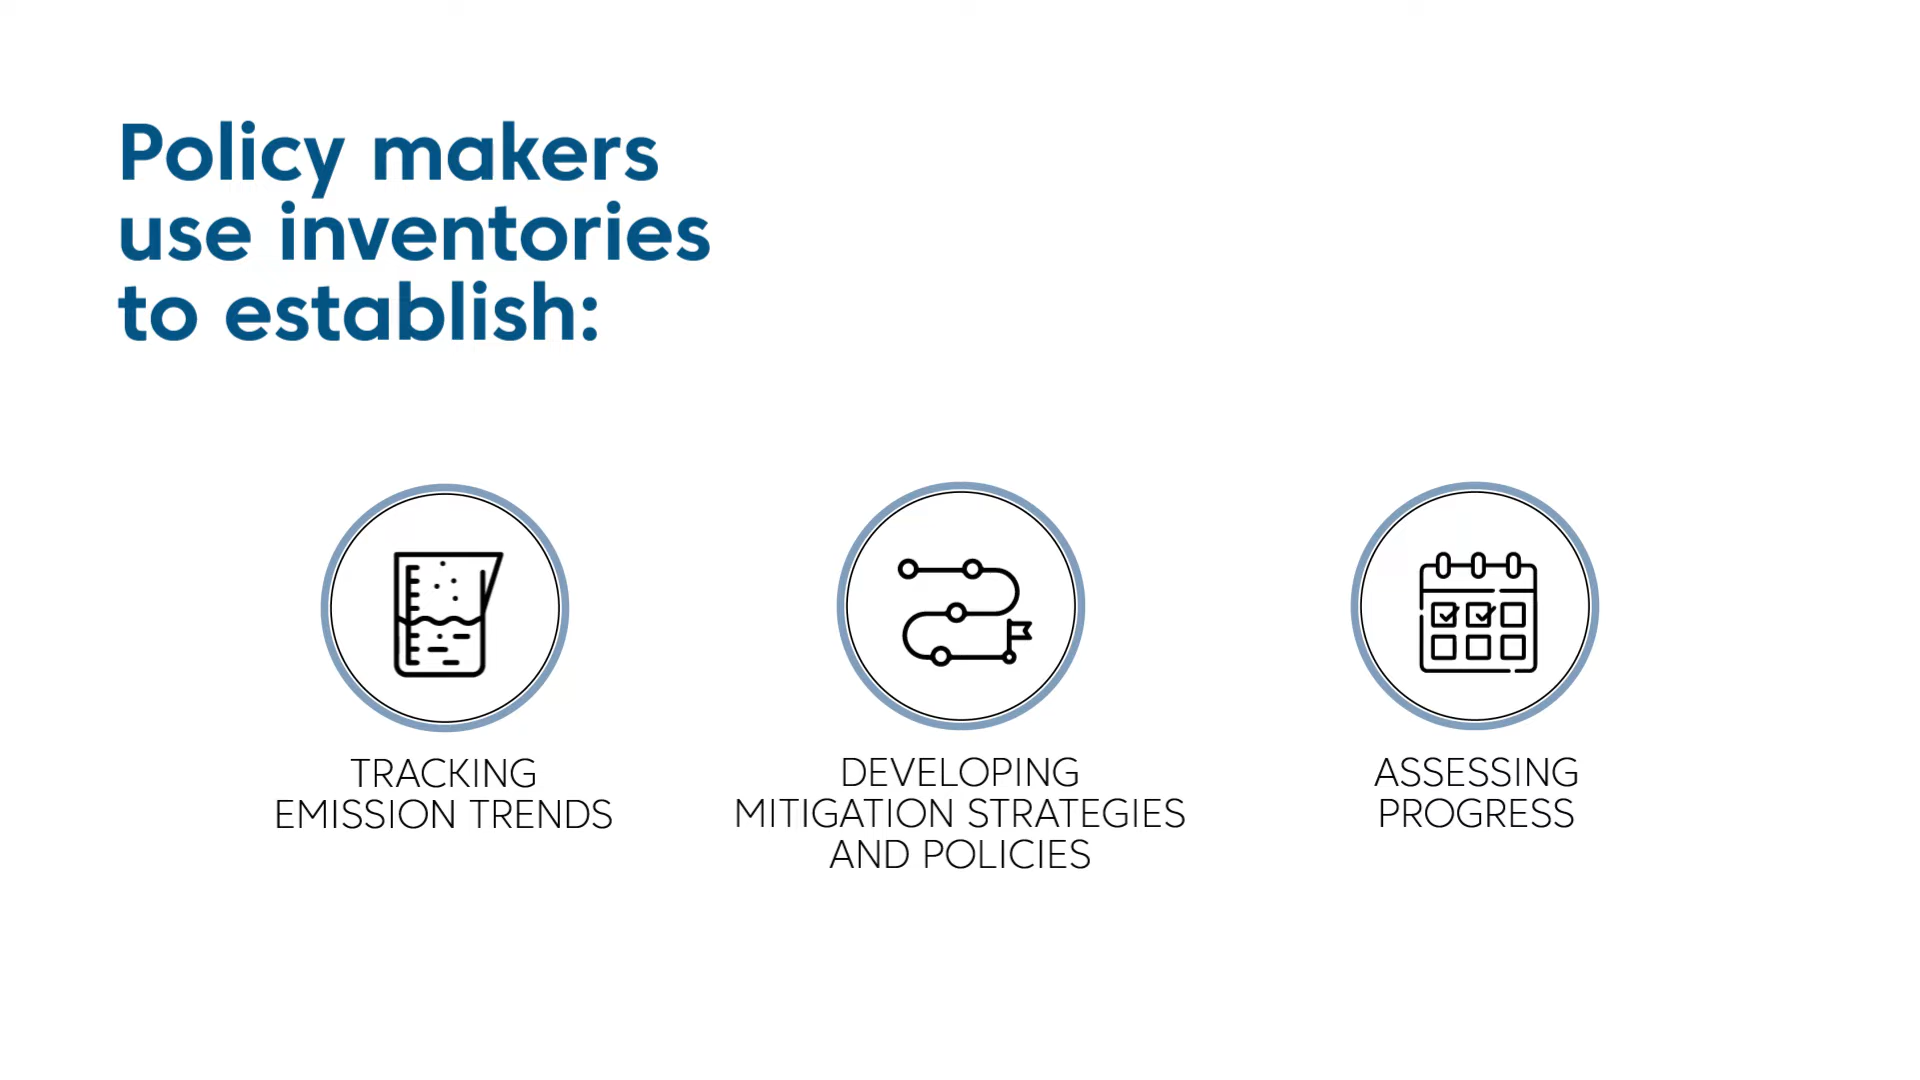 Policy makers
use inventories
to establish:
TRACKING
EMISSION TRENDS
DEVELOPING
MITIGATION STRATEGIES
AND POLICIES
ASSESSING
PROGRESS